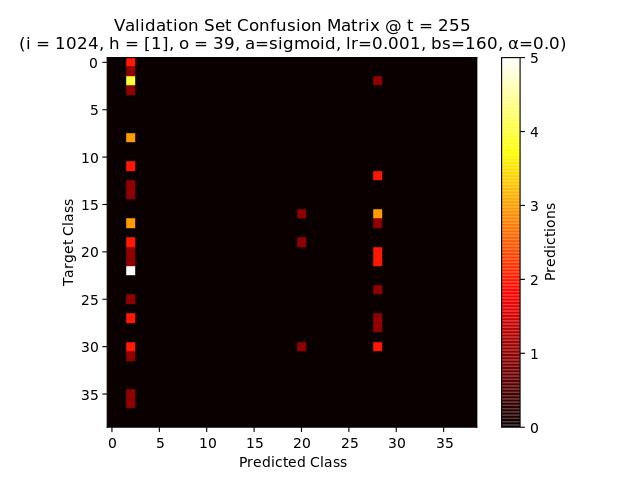 Validation Set Confusion Matrix @ t = 255
(i = 1024, h = [1], o = 39, a=sigmoid, lr=0.001, bs=160, α=0.0)
0
5
10
15
20
25
30
35
Target Class
0 5 10 15 20 25 30 35
Predicted Class
5
4
3
2
1
0
Predictions